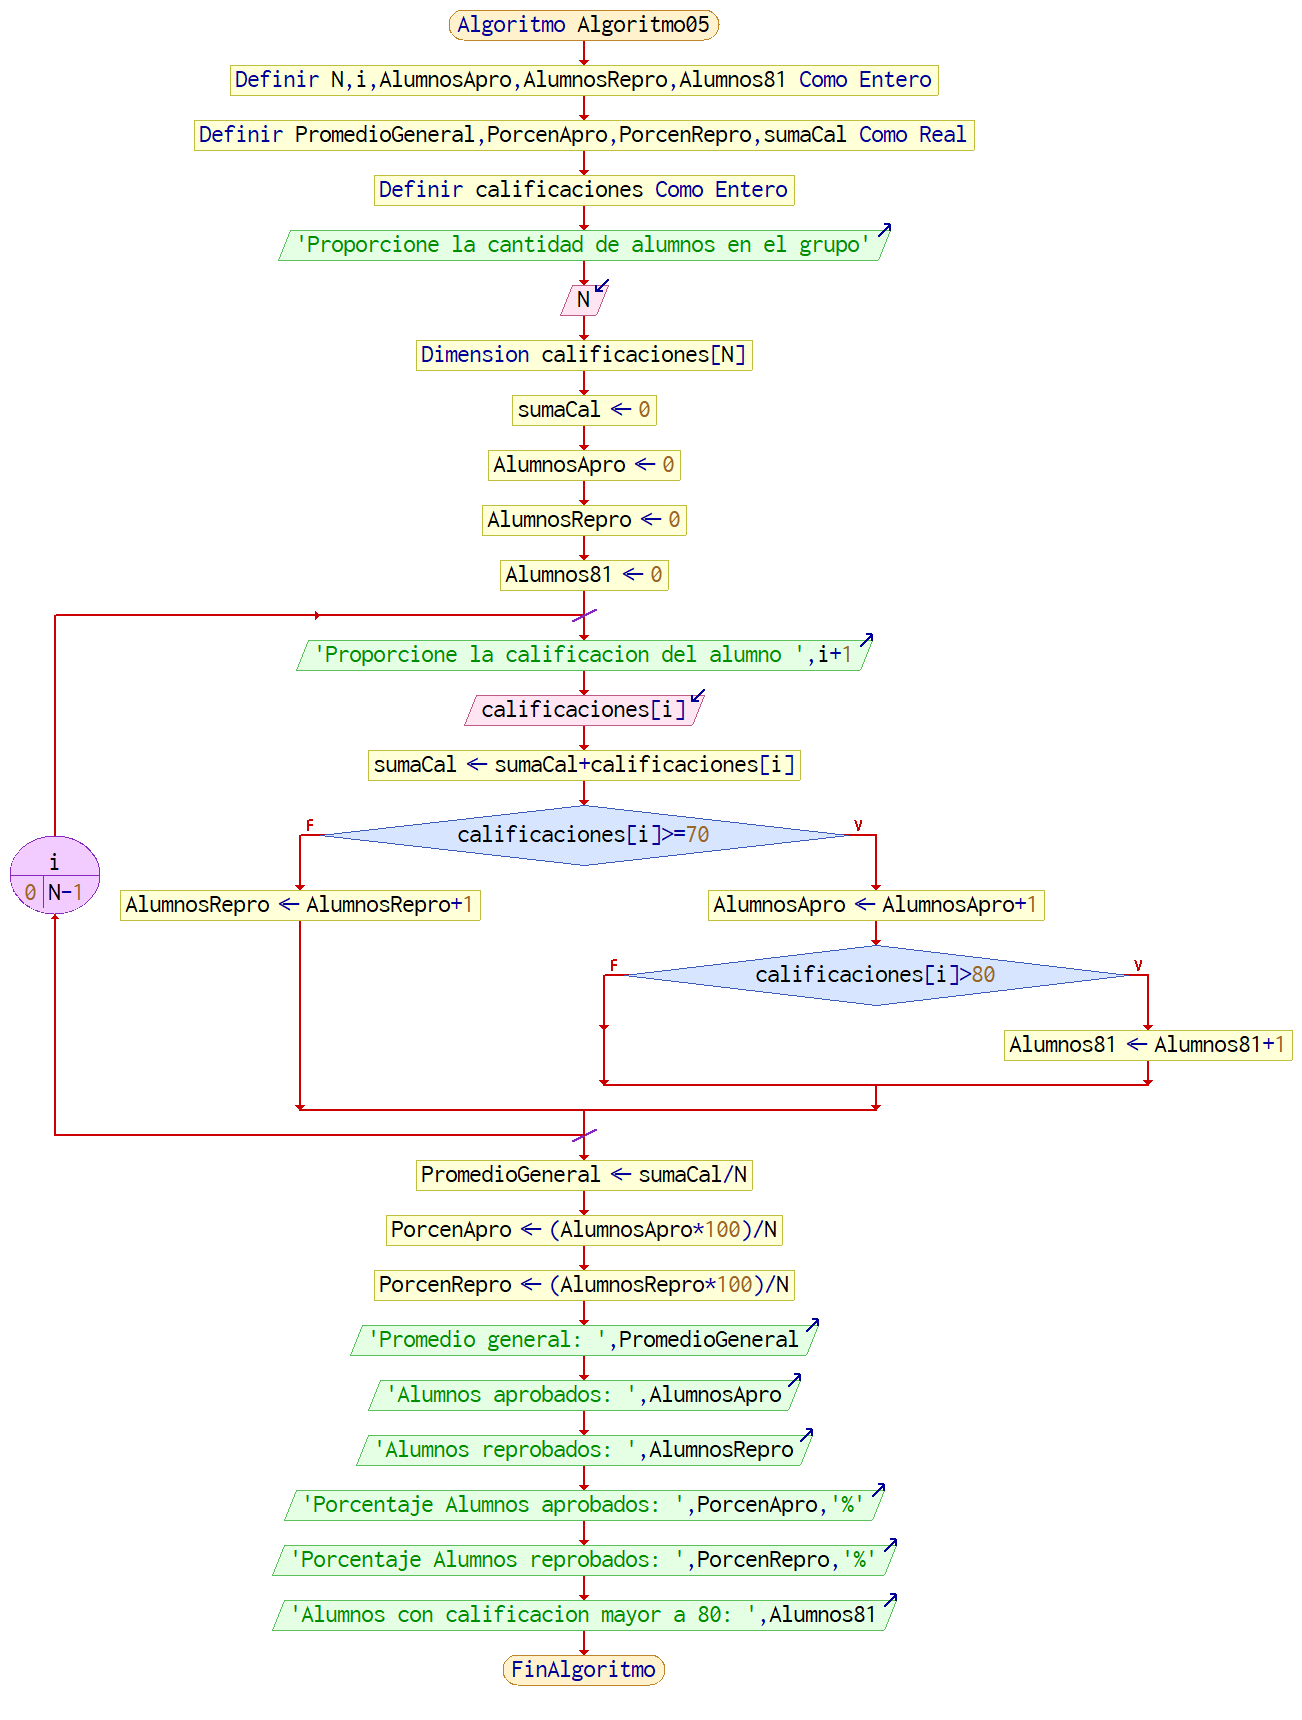 Algoritmo Algoritmo05
Definir N,i,AlumnosApro,AlumnosRepro,Alumnos81 Como Entero
Definir PromedioGeneral,PorcenApro,PorcenRepro,sumaCal Como Real
Definir calificaciones Como Entero
'Proporcione la cantidad de alumnos en el grupo'
N
Dimension calificaciones[N]
sumaCal ← 0
AlumnosApro ← 0
AlumnosRepro ← 0
Alumnos81 ← 0
'Proporcione la calificacion del alumno ',i+1
calificaciones[i]
sumaCal ← sumaCal+calificaciones[i]
F
calificaciones[i]>=70
V
i
0 N-1
AlumnosRepro ← AlumnosRepro+1
AlumnosApro ← AlumnosApro+1
F
calificaciones[i]>80
V
Alumnos81 ← Alumnos81+1
PromedioGeneral ← sumaCal/N
PorcenApro ← (AlumnosApro*100)/N
PorcenRepro ← (AlumnosRepro*100)/N
'Promedio general: ',PromedioGeneral
'Alumnos aprobados: ',AlumnosApro
'Alumnos reprobados: ',AlumnosRepro
'Porcentaje Alumnos aprobados: ',PorcenApro,'%'
'Porcentaje Alumnos reprobados: ',PorcenRepro,'%'
'Alumnos con calificacion mayor a 80: ',Alumnos81
FinAlgoritmo